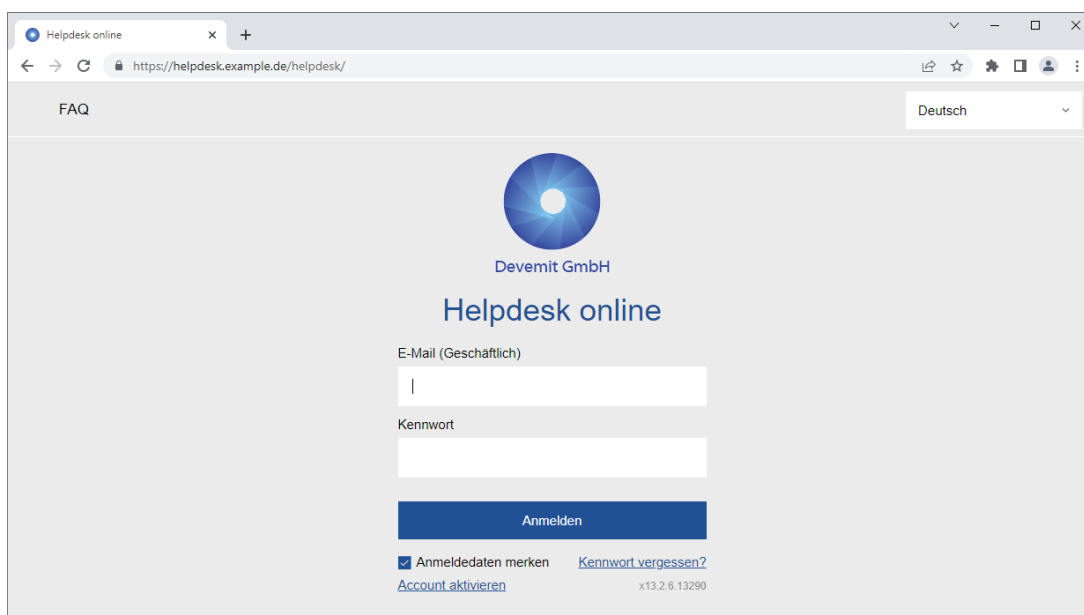 Helpdesk online
https://helpdesk.example.de/helpdesk/
FAQ
Deutsch
Devemit GmbH
Helpdesk online
E-Mail (Geschäftlich)
Kennwort
Anmelden
Anmeldedaten merken Kennwort vergessen?
Account aktivieren x13.2.6.13290